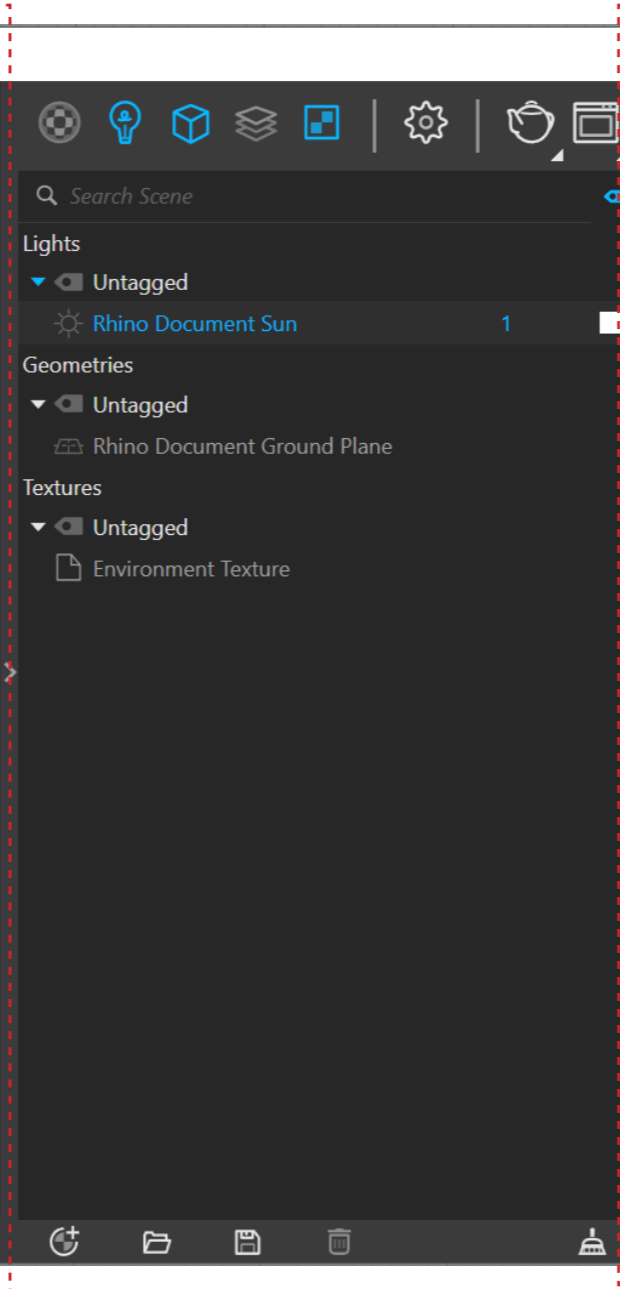 Search Scene
Lights
Untagged
Rhino Document Sun 1
Geometries
Untagged
Rhino Document Ground Plane
Textures
Untagged
Environment Texture